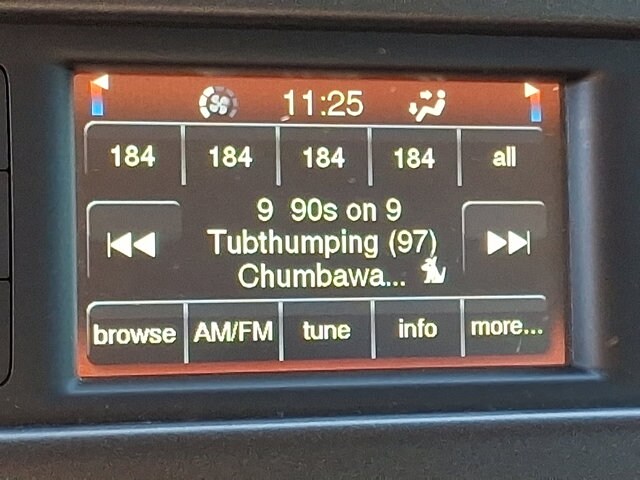 11:25
184 184 184 184 all
9 90s on 9
Tubthumping (97)
Chumbawa...
browse AM/FM tune info more...